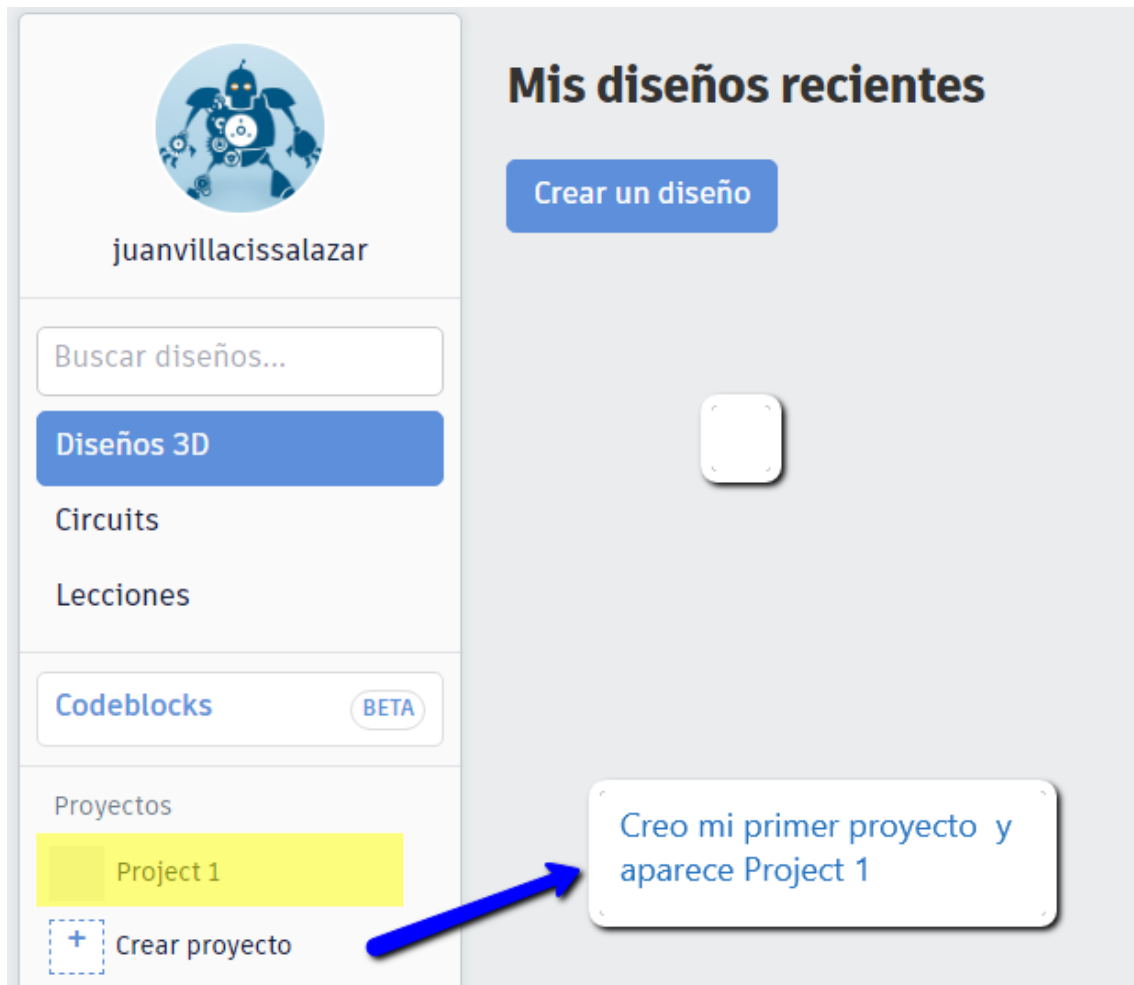 juanvillacissalazar
Buscar diseños...
Diseños 3D
Circuits
Lecciones
Codeblocks BETA
Proyectos
Project 1
+ Crear proyecto
Mis diseños recientes
Crear un diseño
Creo mi primer proyecto y
aparece Project 1